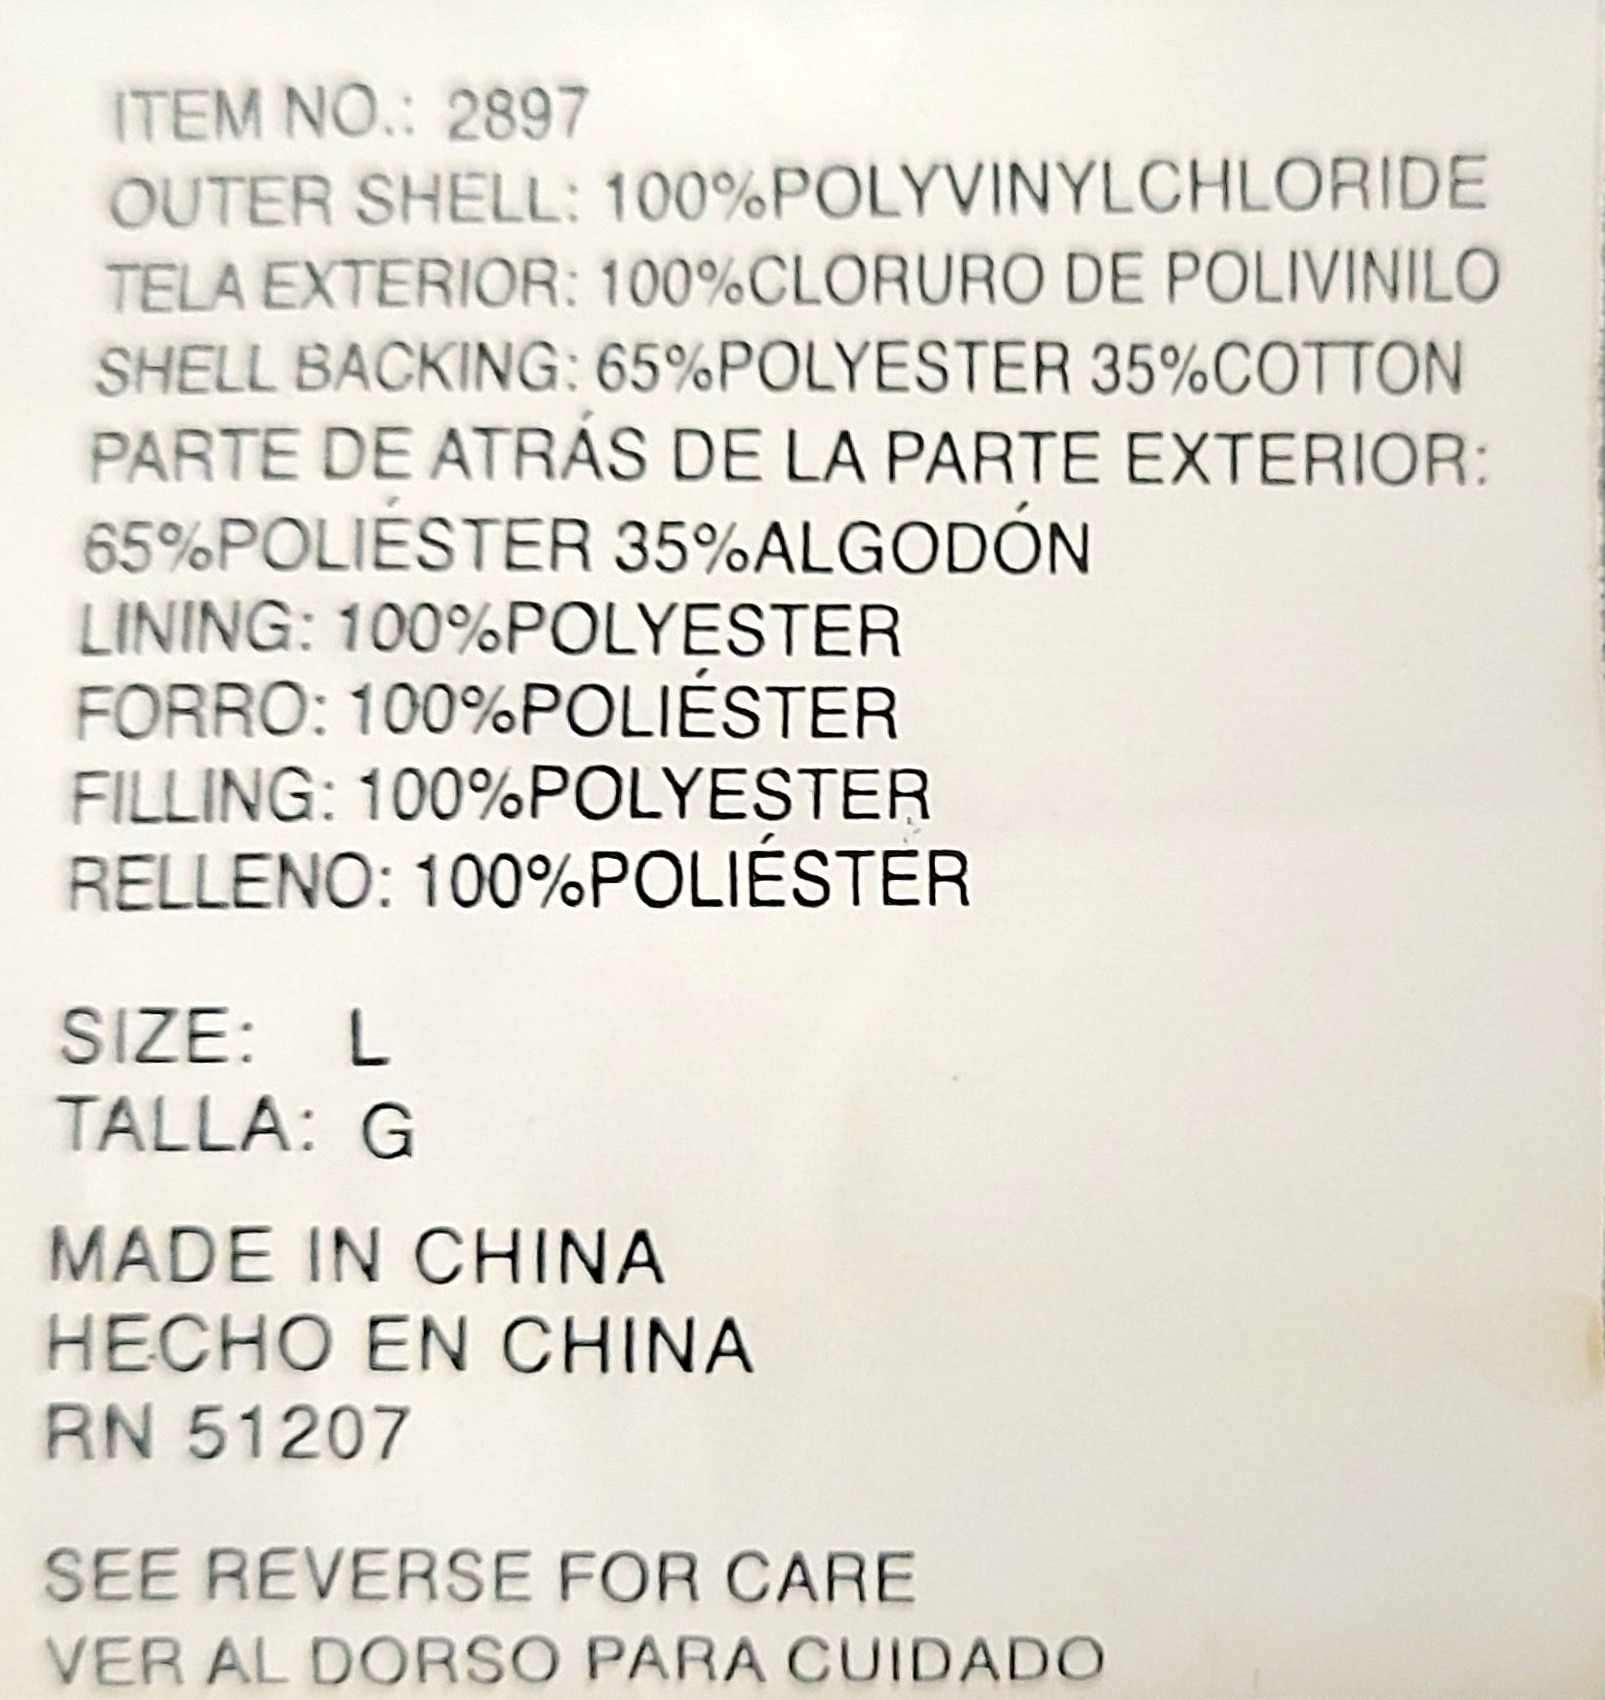 ITEM NO.: 2897
OUTER SHELL: 100%POLYVINYLCHLORIDE
TELA EXTERIOR: 100%CLORURO DE POLIVINILO
SHELL BACKING: 65%POLYESTER 35%COTTON
PARTE DE ATRÁS DE LA PARTE EXTERIOR:
65%POLIÉSTER 35%ALGODÓN
LINING: 100%POLYESTER
FORRO: 100%POLIÉSTER
FILLING: 100%POLYESTER
RELLENO: 100%POLIÉSTER
SIZE: L
TALLA: G
MADE IN CHINA
HECHO EN CHINA
RN 51207
SEE REVERSE FOR CARE
VER AL DORSO PARA CUIDADO